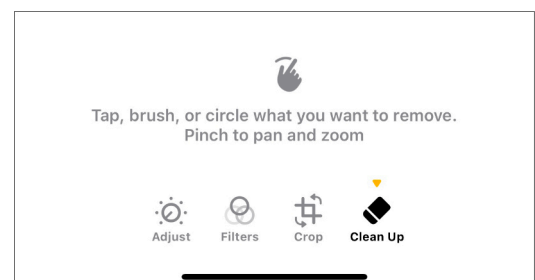 Tap, brush, or circle what you want to remove.
Pinch to pan and zoom
Adjust Filters Crop Clean Up